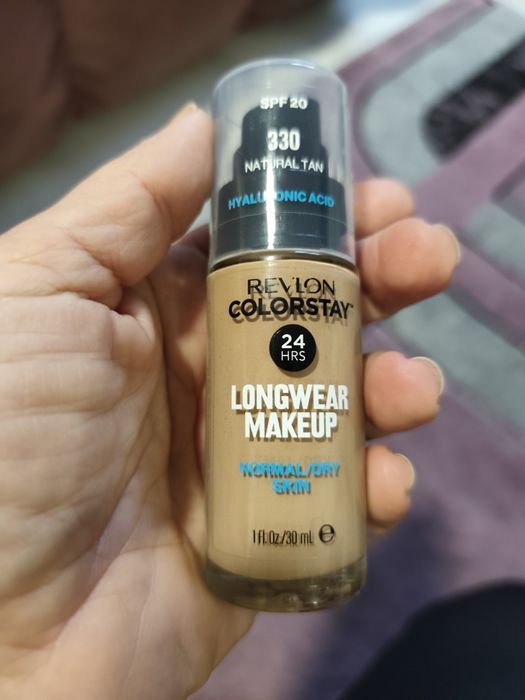 SPF 20
330
NATURAL TAN
HYALURONIC ACID
REVLON
COLORSTAY™
24
HRS
LONGWEAR
MAKEUP
NORMAL/DRY
SKIN
1 fl. Oz/30 mL ℮